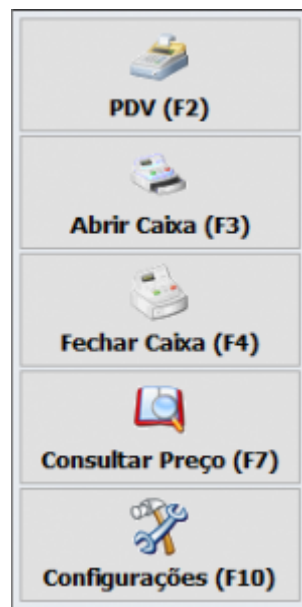 PDV (F2)
Abrir Caixa (F3)
Fechar Caixa (F4)
Consultar Preço (F7)
Configurações (F10)